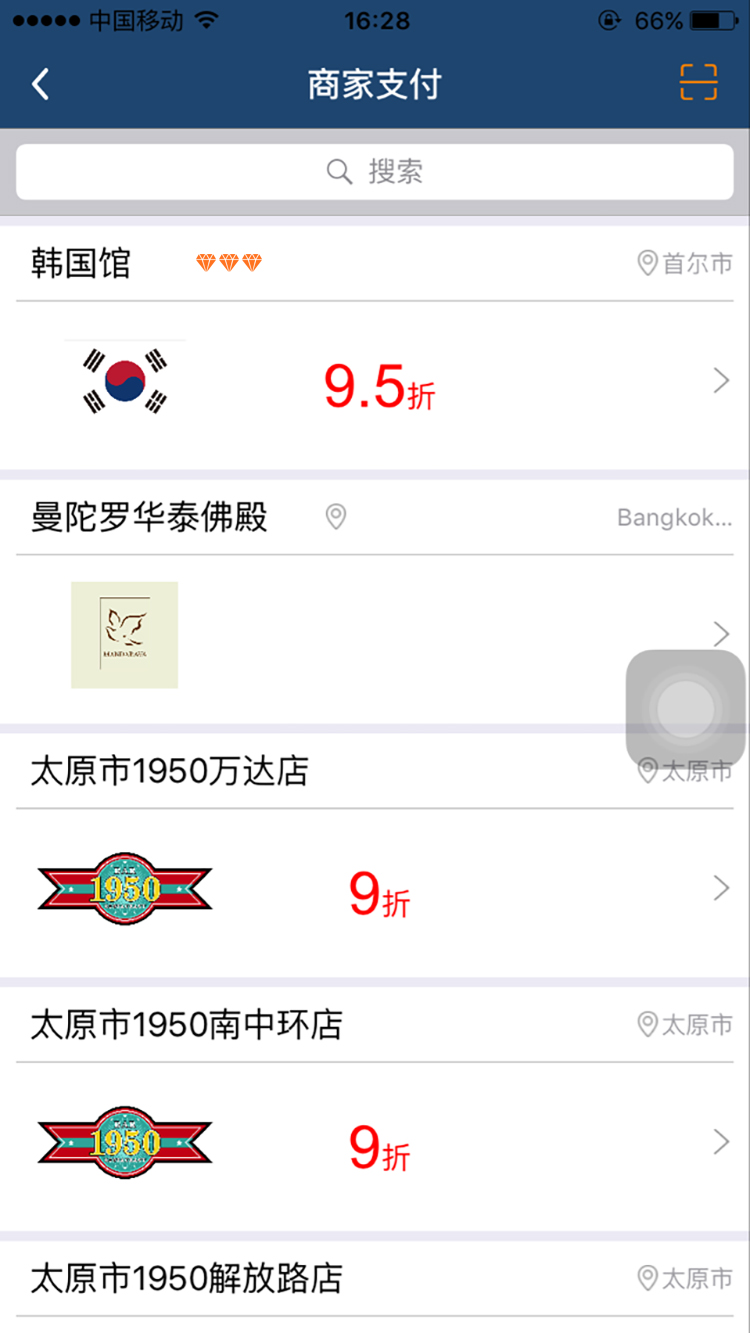 中国移动 16:28 66%
商家支付
搜索
韩国馆 首尔市
9.5折
曼陀罗华泰佛殿 Bangkok...
太原市1950万达店 太原市
1950 9折
太原市1950南中环店 太原市
1950 9折
太原市1950解放路店 太原市